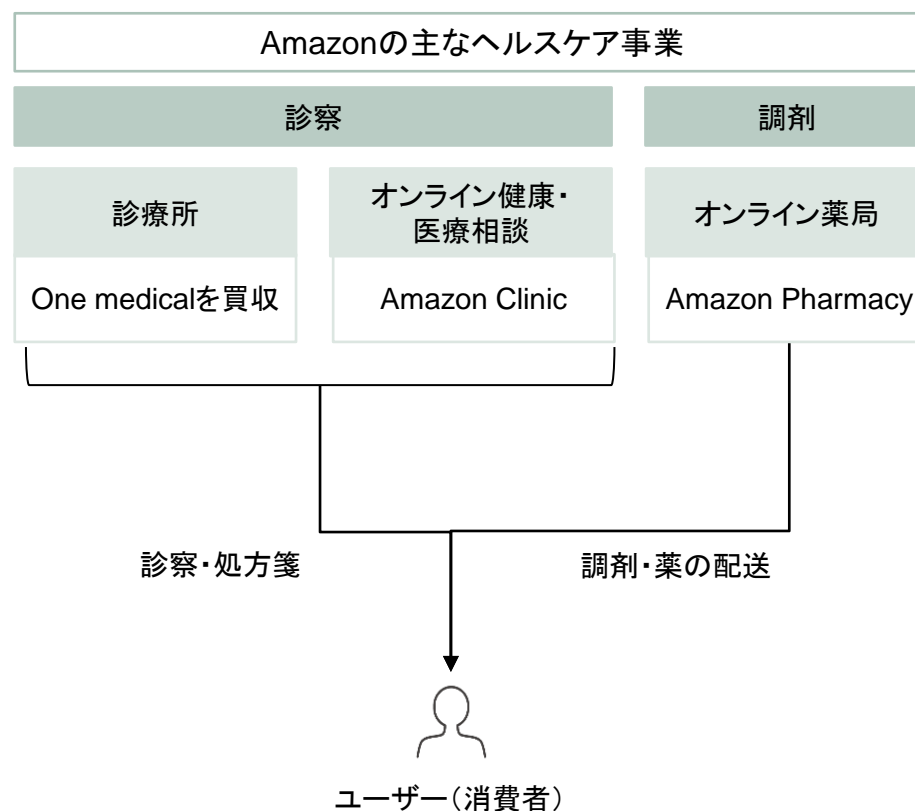 Amazonの主なヘルスケア事業
診察
調剤
診療所
オンライン健康・
医療相談
オンライン薬局
One medicalを買収
Amazon Clinic
Amazon Pharmacy
診察・処方箋
調剤・薬の配送
ユーザー（消費者）